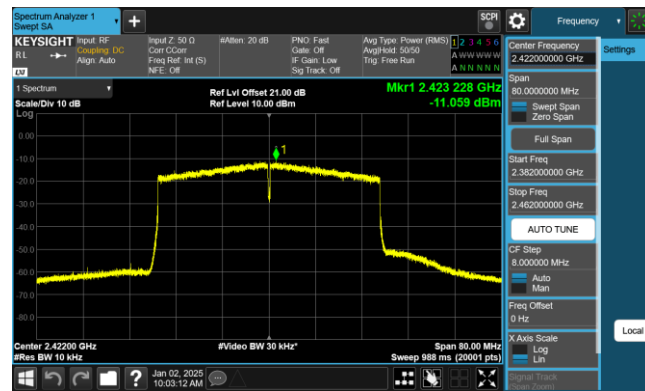 Spectrum Analyzer 1
Swept SA
+
SCPI
Frequency
KEYSIGHT
RL
LXI
Input: RF
Coupling: DC
Align: Auto
Input Z: 50 Ω
Corr CCorr
Freq Ref: Int (S)
NFE: Off
#Atten: 20 dB
PNO: Fast
Gate: Off
IF Gain: Low
Sig Track: Off
Avg Type: Power (RMS)
Avg|Hold: 50/50
Trig: Free Run
1 2 3 4 5 6
A W W W W W
A N N N N N
Center Frequency
2.422000000 GHz
Settings
Span
80.0000000 MHz
Swept Span
Zero Span
Full Span
Start Freq
2.382000000 GHz
Stop Freq
2.462000000 GHz
AUTO TUNE
CF Step
8.000000 MHz
Auto
Man
Freq Offset
0 Hz
X Axis Scale
Log
Lin
Signal Track
(Span Zoom)
Local
1 Spectrum
Scale/Div 10 dB
Log
Ref Lvl Offset 21.00 dB
Ref Level 10.00 dBm
Mkr1 2.423 228 GHz
-11.059 dBm
1
0.00
-10.0
-20.0
-30.0
-40.0
-50.0
-60.0
-70.0
-80.0
Center 2.42200 GHz
#Res BW 10 kHz
#Video BW 30 kHz*
Span 80.00 MHz
Sweep 988 ms (20001 pts)
?
Jan 02, 2025
10:03:12 AM